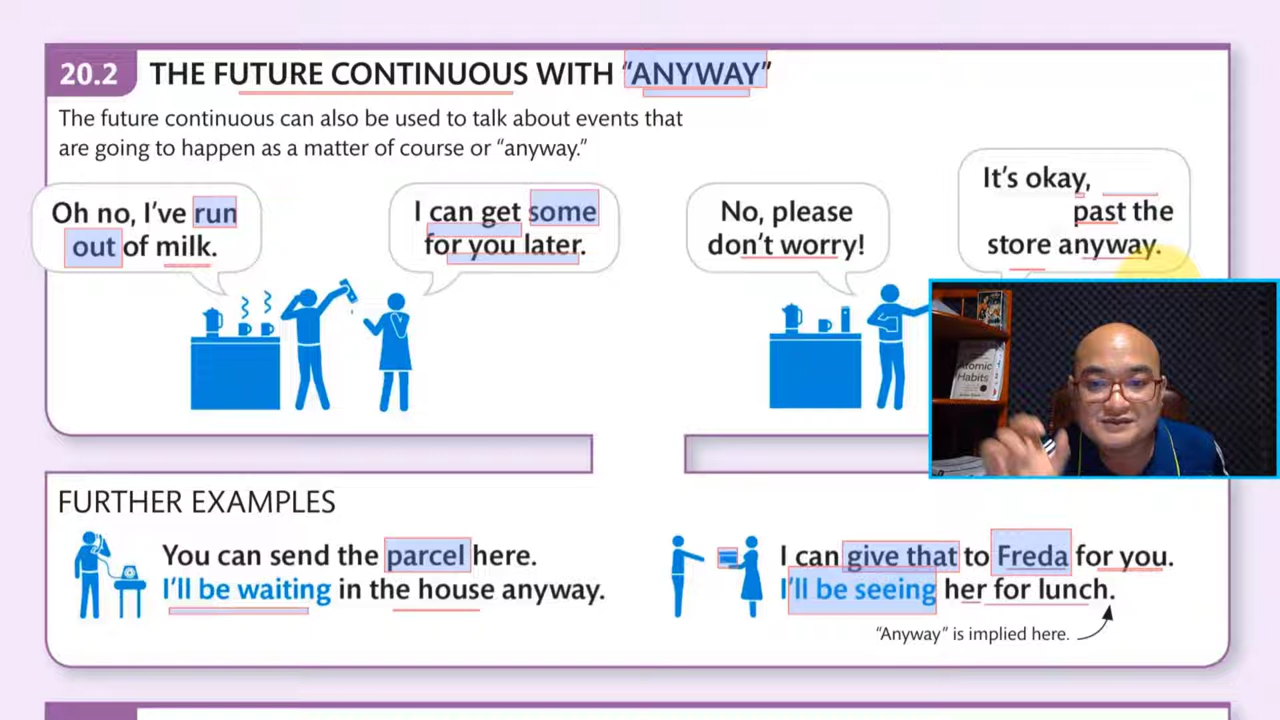 20.2 THE FUTURE CONTINUOUS WITH “ANYWAY”
The future continuous can also be used to talk about events that
are going to happen as a matter of course or “anyway.”
Oh no, I’ve run
out of milk.
I can get some
for you later.
No, please
don’t worry!
It’s okay,
past the
store anyway.
Atomic
Habits
FURTHER EXAMPLES
You can send the parcel here.
I’ll be waiting in the house anyway.
I can give that to Freda for you.
I’ll be seeing her for lunch.
“Anyway” is implied here.